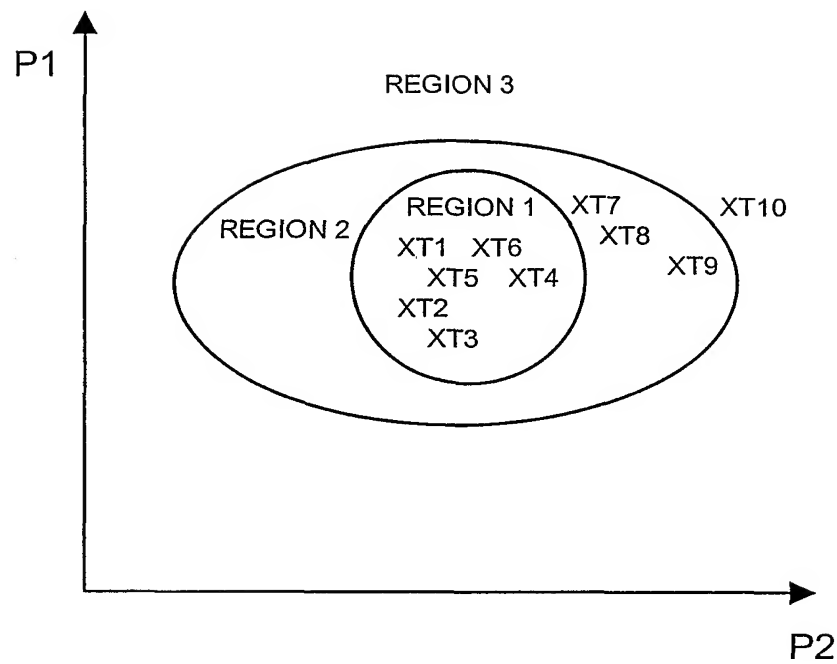 P1
REGION 3
REGION 1
REGION 2
XT7
XT10
XT1 XT6
XT8
XT5 XT4
XT9
XT2
XT3
P2